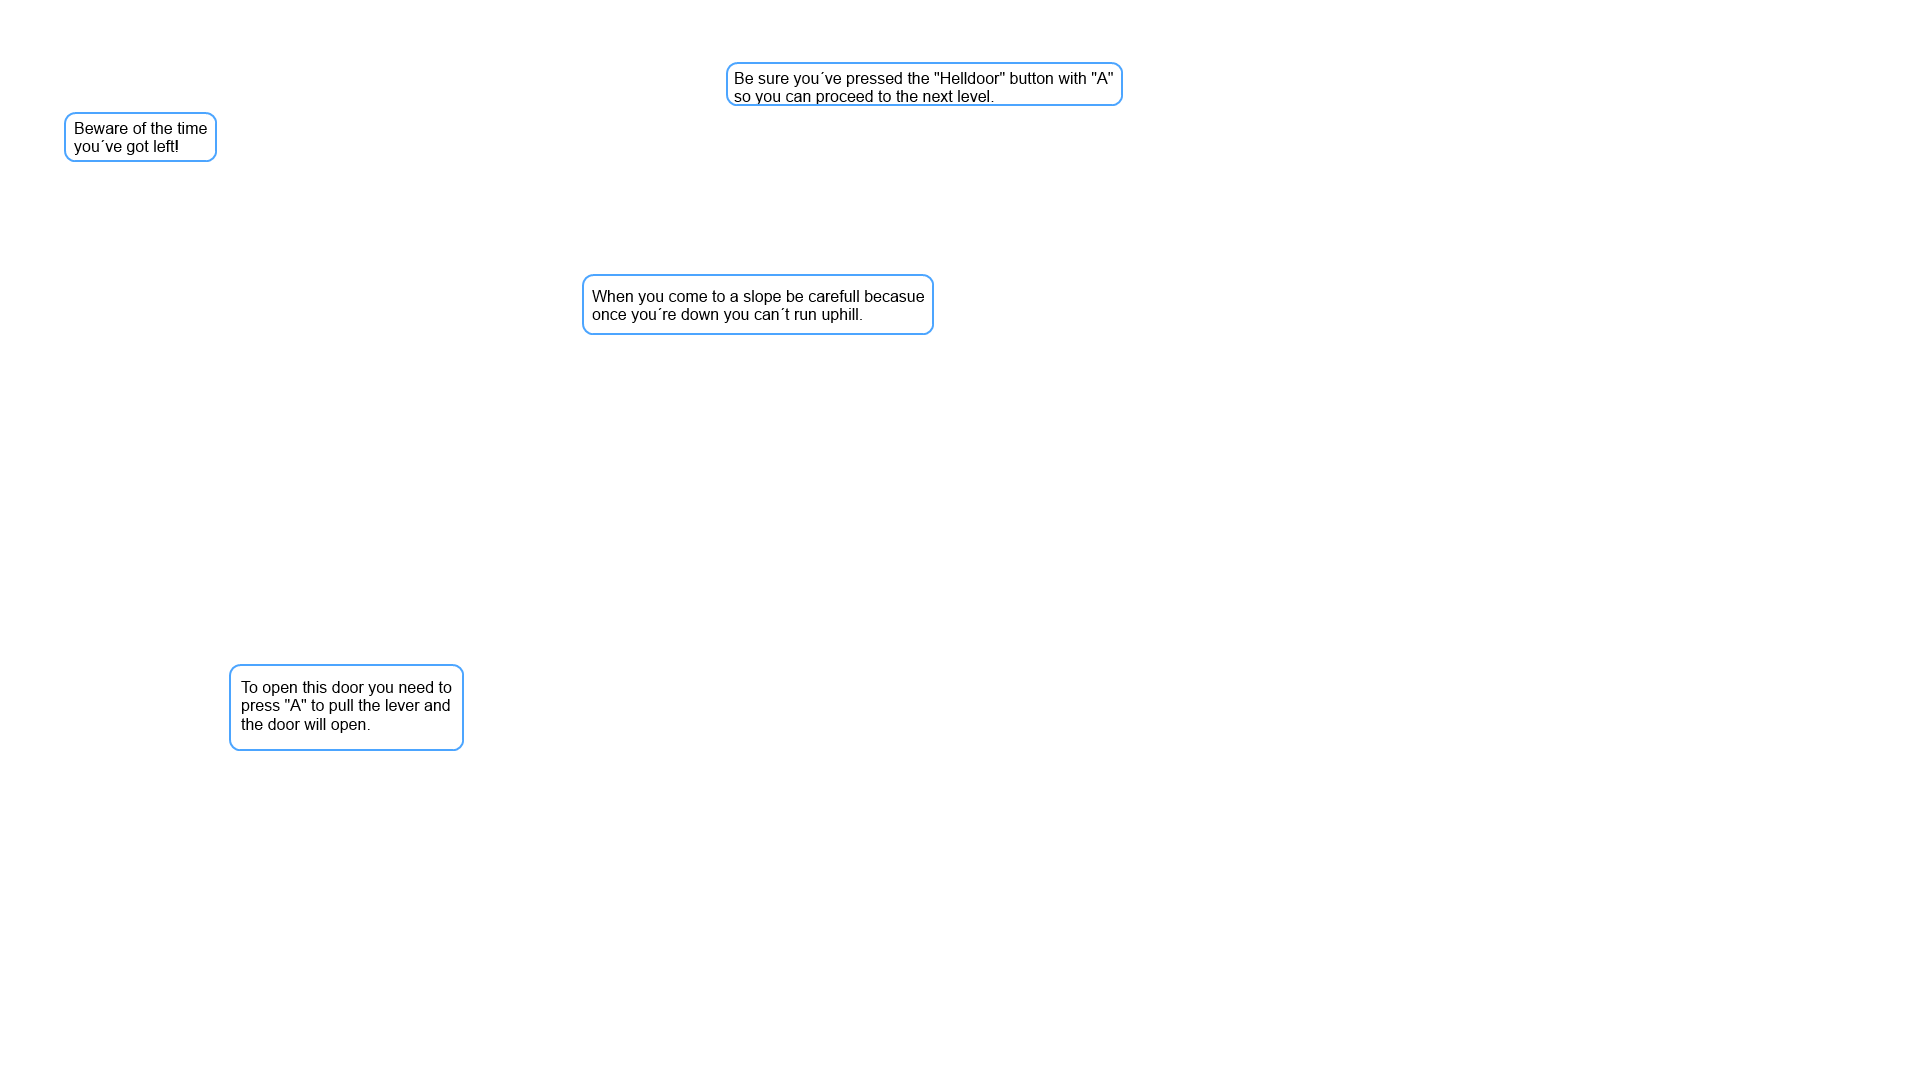 Be sure you´ve pressed the "Helldoor" button with "A"
so you can proceed to the next level.
Beware of the time
you´ve got left!
When you come to a slope be carefull becasue
once you´re down you can´t run uphill.
To open this door you need to
press "A" to pull the lever and
the door will open.